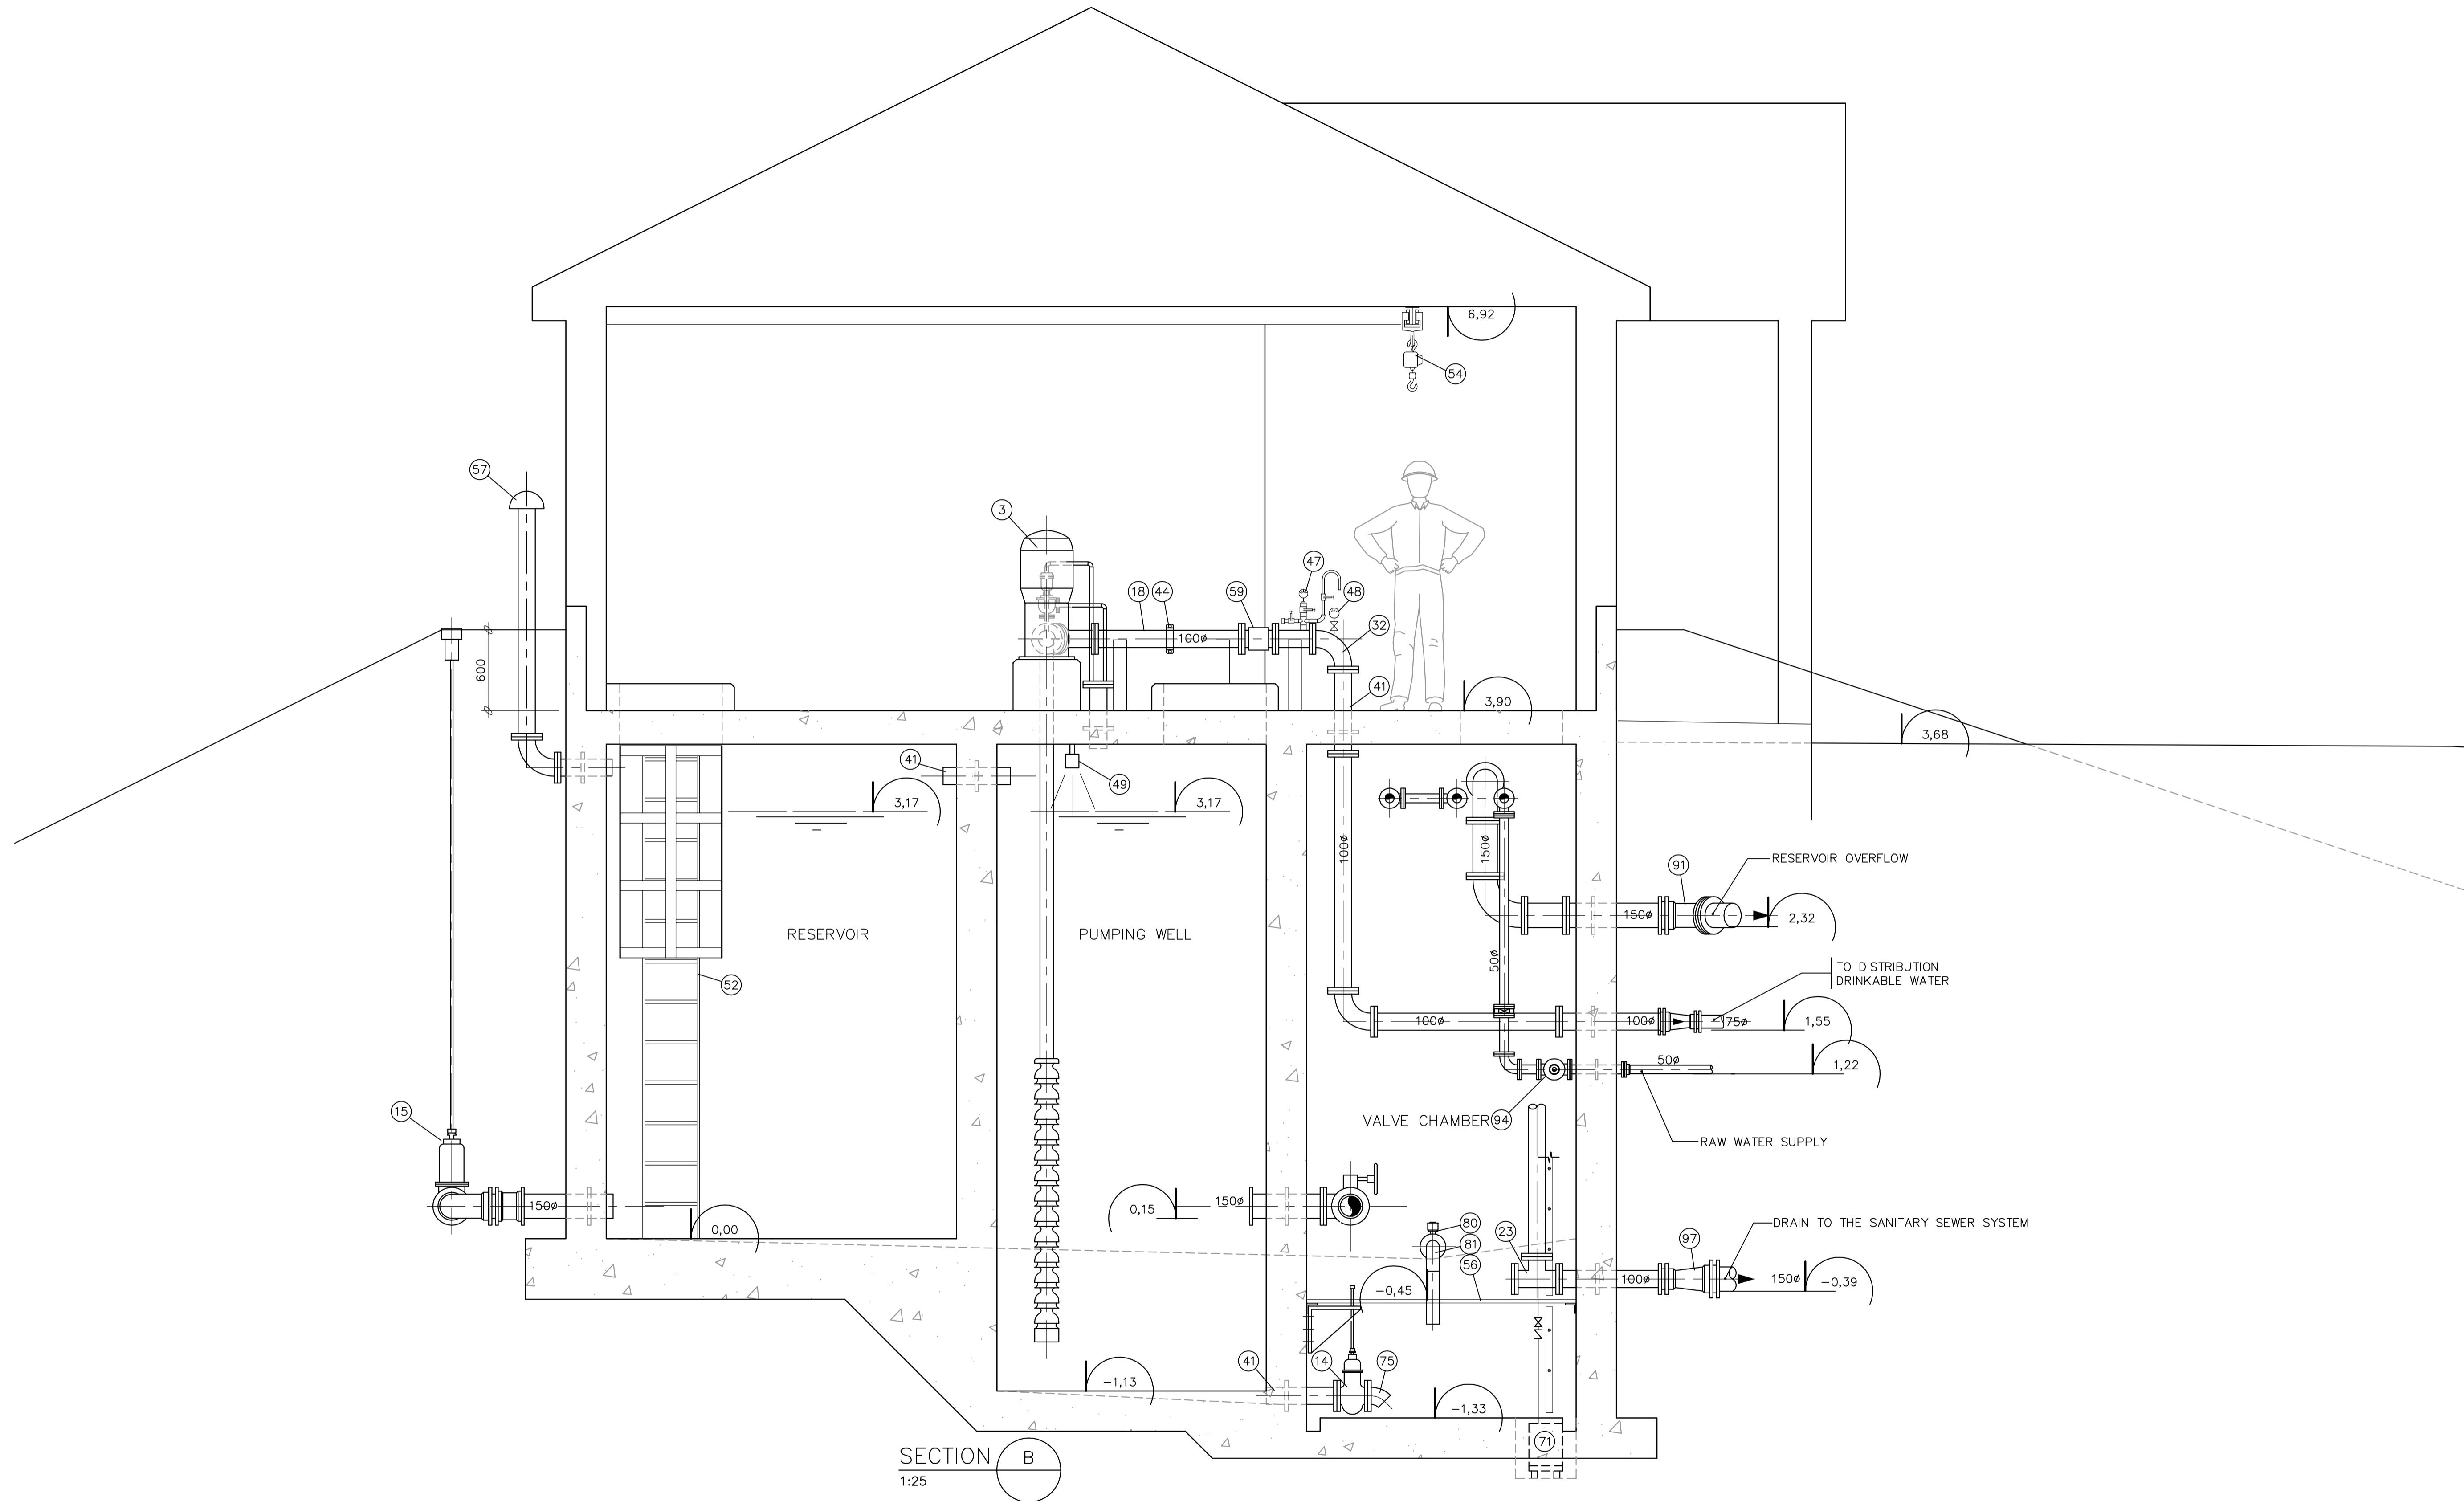 6,92
54
57
3
47
18
44
59
48
32
100ø
600
41
3,90
3,68
41
49
3,17
3,17
100ø
150ø
91
RESERVOIR OVERFLOW
150ø
2,32
RESERVOIR
PUMPING WELL
50ø
TO DISTRIBUTION
DRINKABLE WATER
52
100ø
100ø
75ø
1,55
50ø
1,22
15
VALVE CHAMBER
94
RAW WATER SUPPLY
150ø
0,15
150ø
0,00
80
81
56
23
97
DRAIN TO THE SANITARY SEWER SYSTEM
100ø
150ø
-0,39
-0,45
41
14
75
-1,13
-1,33
71
SECTION B
1:25